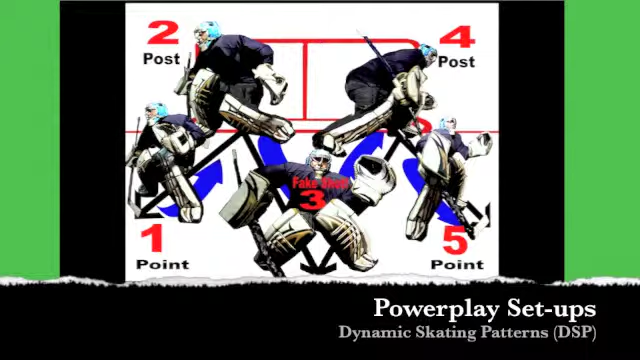 2
Post
4
Post
Fake Shot
3
1
Point
5
Point
Powerplay Set-ups
Dynamic Skating Patterns (DSP)